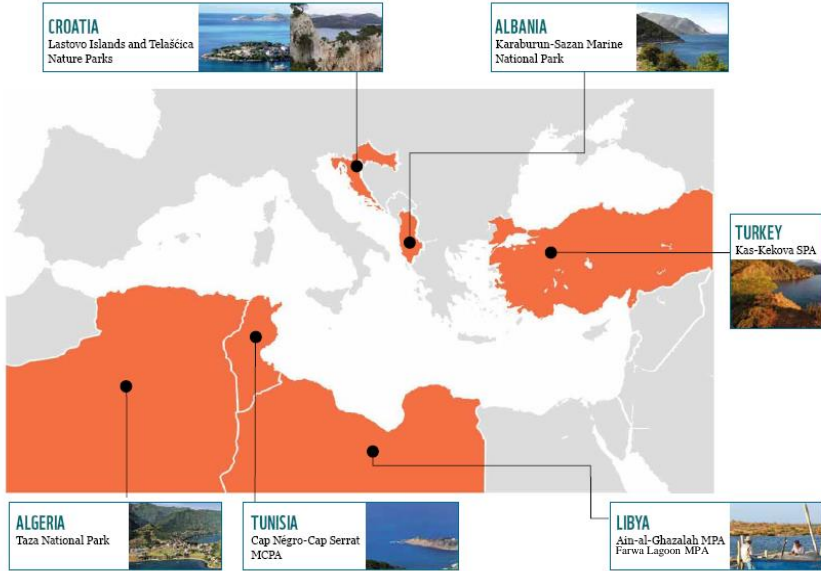 CROATIA
Lastovo Islands and Telašćica
Nature Parks
ALBANIA
Karaburun-Sazan Marine
National Park
TURKEY
Kas-Kekova SPA
ALGERIA
Taza National Park
TUNISIA
Cap Négro-Cap Serrat
MCPA
LIBYA
Ain-al-Ghazalah MPA
Farwa Lagoon MPA